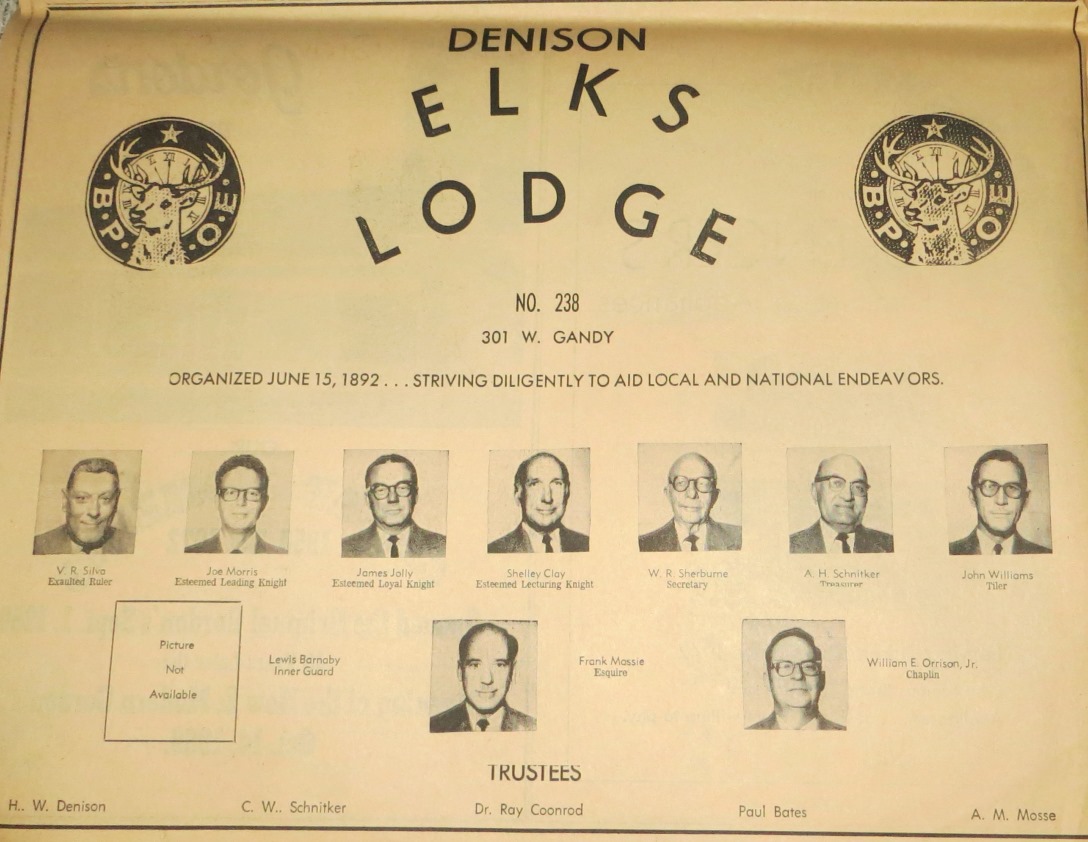 DENISON
ELKS
LODGE
B. P. O. E.
B. P. O. E.
NO. 238
301 W. GANDY
ORGANIZED JUNE 15, 1892 . . . STRIVING DILIGENTLY TO AID LOCAL AND NATIONAL ENDEAVORS.
V. R. Silva
Exaulted Ruler
Joe Morris
Esteemed Leading Knight
James Jolly
Esteemed Loyal Knight
Shelley Clay
Esteemed Lecturing Knight
W. R. Sherburne
Secretary
A. H. Schnitker
Treasurer
John Williams
Tiler
Picture
Not
Available
Lewis Barnaby
Inner Guard
Frank Massie
Esquire
William E. Orrison, Jr.
Chaplin
TRUSTEES
H.. W. Denison
C. W.. Schnitker
Dr. Ray Coonrod
Paul Bates
A. M. Mosse